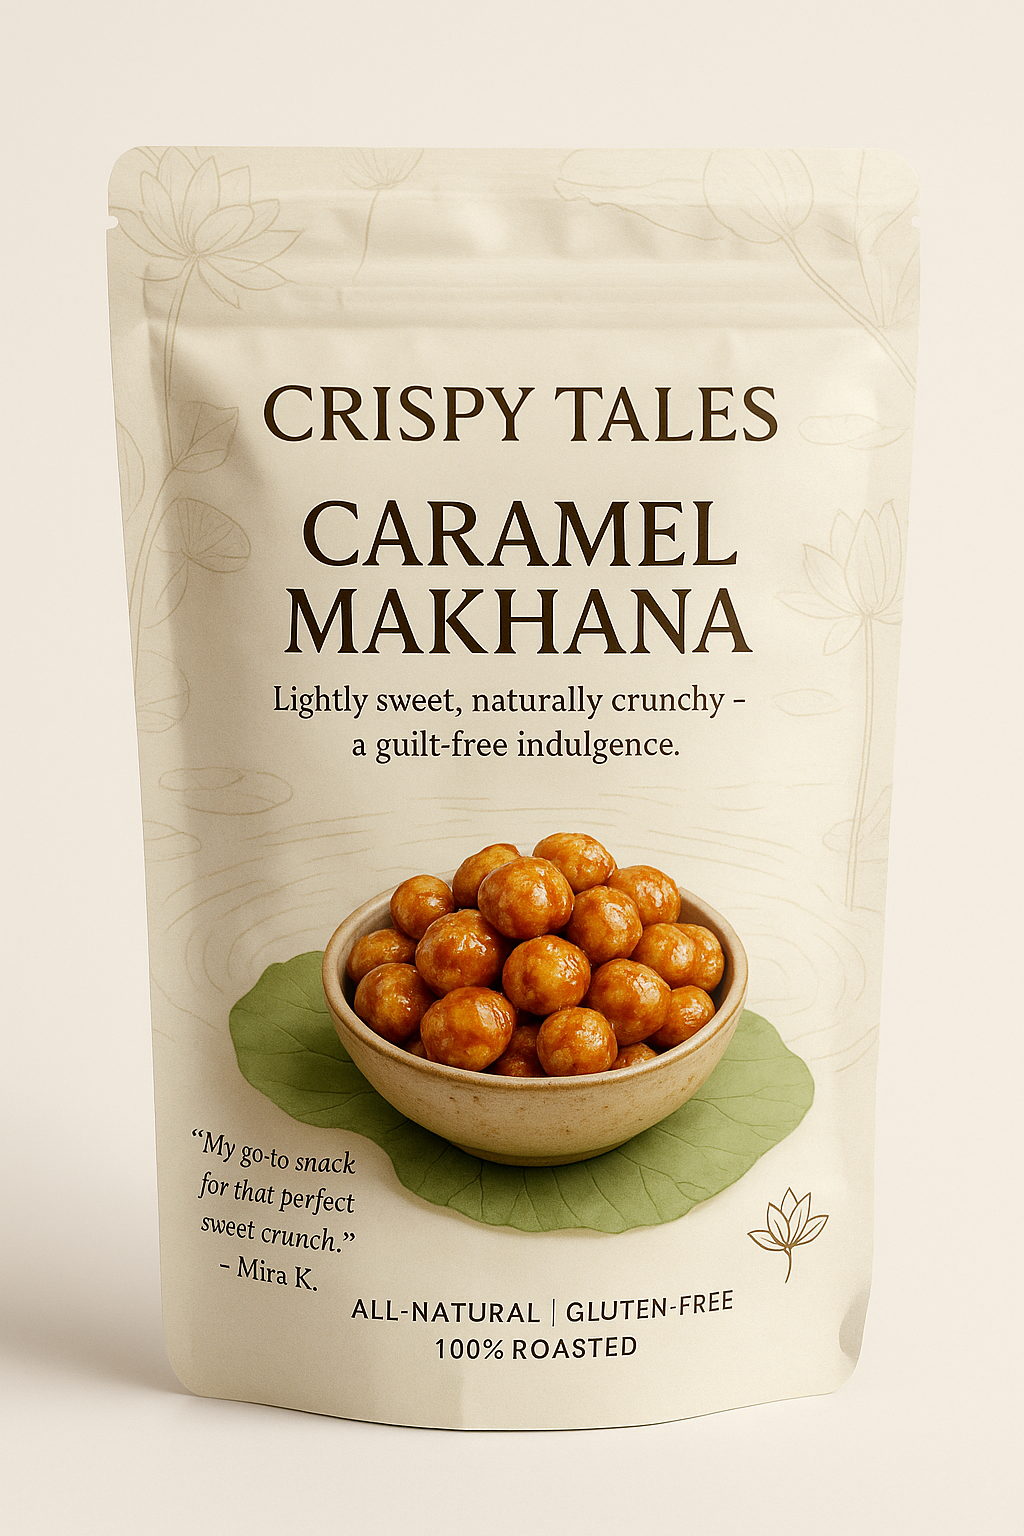 CRISPY TALES
CARAMEL
MAKHANA
Lightly sweet, naturally crunchy –
a guilt-free indulgence.
“My go-to snack
for that perfect
sweet crunch.”
– Mira K.
ALL-NATURAL | GLUTEN-FREE
100% ROASTED